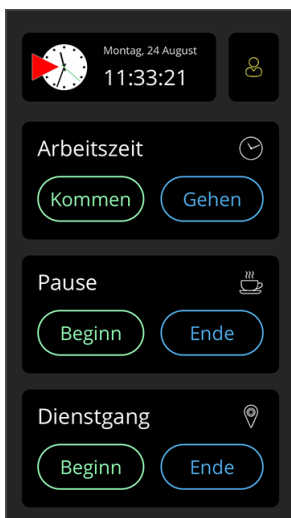 Montag, 24 August
11:33:21
Arbeitszeit
Kommen Gehen
Pause
Beginn Ende
Dienstgang
Beginn Ende